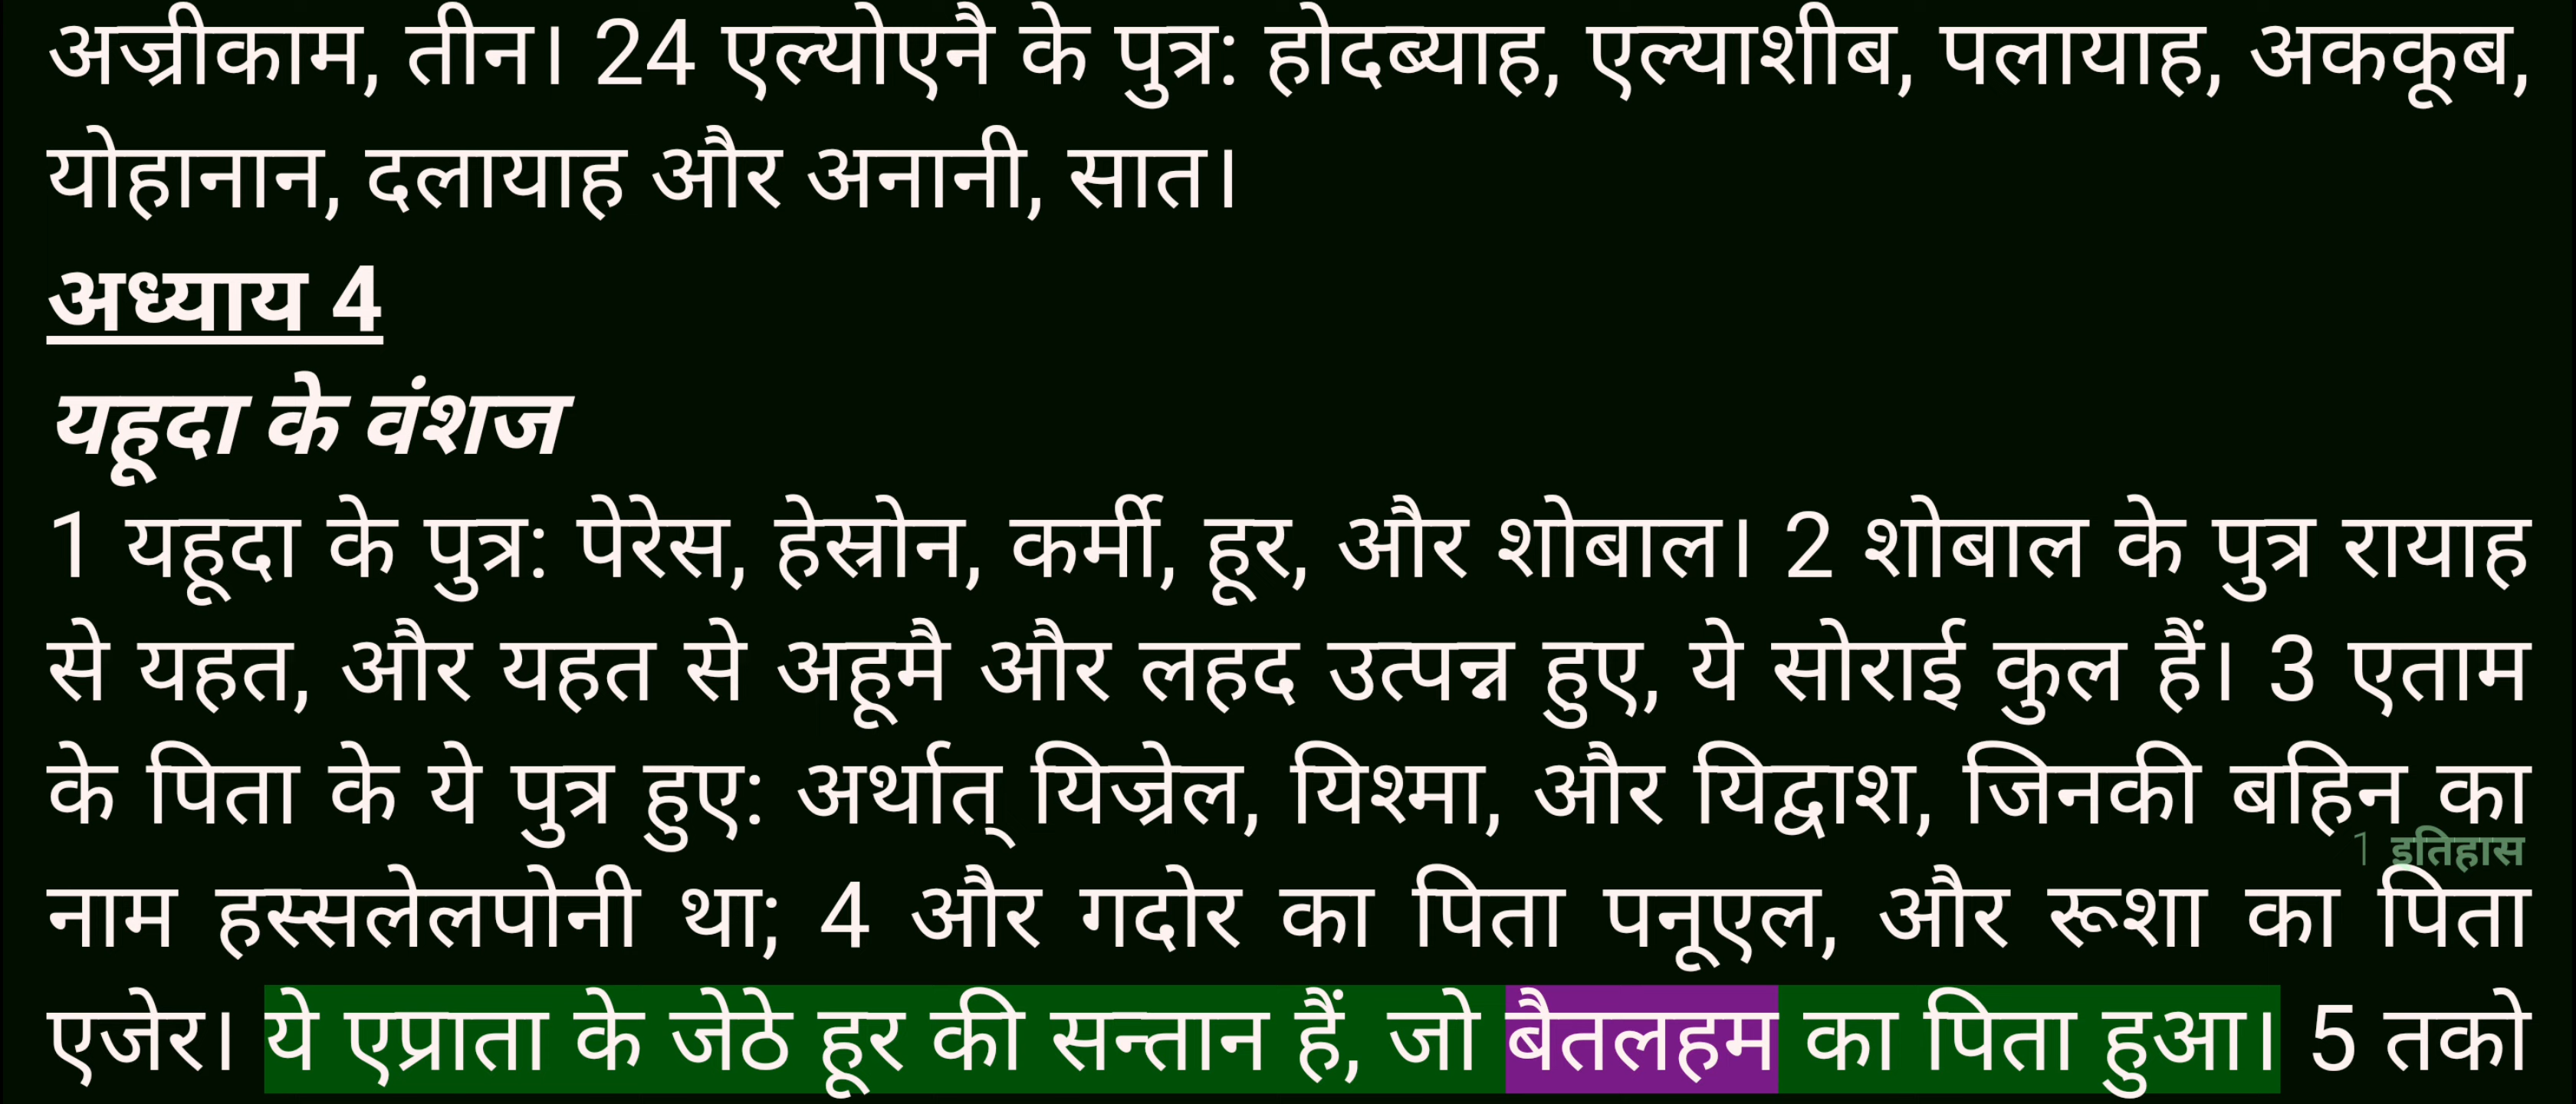 अज्रीकाम, तीन। 24 एल्योएनै के पुत्र: होदब्याह, एल्याशीब, पलायाह, अककूब,
योहानान, दलायाह और अनानी, सात।
अध्याय 4
यहूदा के वंशज
1 यहूदा के पुत्र: पेरेस, हेस्रोन, कर्मी, हूर, और शोबाल। 2 शोबाल के पुत्र रायाह
से यहत, और यहत से अहूमै और लहद उत्पन्न हुए, ये सोराई कुल हैं। 3 एताम
के पिता के ये पुत्र हुए: अर्थात् यिज्रेल, यिश्मा, और यिद्बाश, जिनकी बहिन का
1 इतिहास
नाम हस्सलेलपोनी था; 4 और गदोर का पिता पनूएल, और रूशा का पिता
एजेर। ये एप्राता के जेठे हूर की सन्तान हैं, जो बैतलहम का पिता हुआ। 5 तको